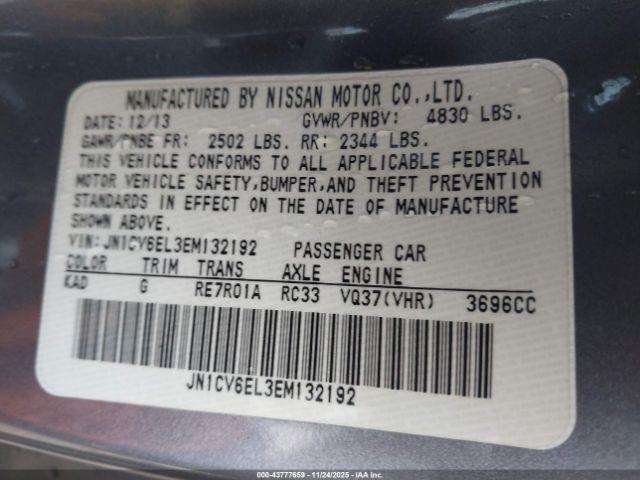 MANUFACTURED BY NISSAN MOTOR CO.,LTD.
DATE: 12/13 GVWR/PNBV: 4830 LBS.
GAWR/PNBE FR: 2502 LBS. RR: 2344 LBS.
THIS VEHICLE CONFORMS TO ALL APPLICABLE FEDERAL
MOTOR VEHICLE SAFETY,BUMPER,AND THEFT PREVENTION
STANDARDS IN EFFECT ON THE DATE OF MANUFACTURE
SHOWN ABOVE.
VIN: JN1CV6EL3EM132192 PASSENGER CAR
COLOR TRIM TRANS AXLE ENGINE
KAD G RE7R01A RC33 VQ37(VHR) 3696CC
JN1CV6EL3EM132192
000-43777659 11/24/2025 IAAI.COM